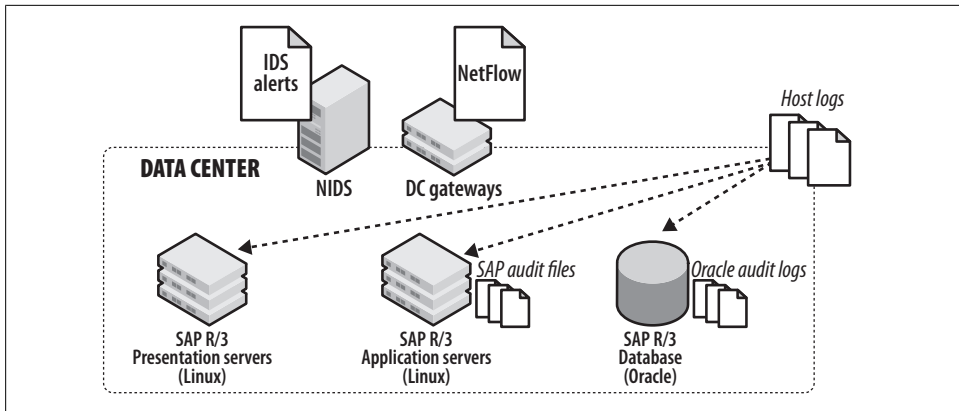 IDS
alerts
NetFlow
Host logs
DATA CENTER
NIDS
DC gateways
SAP audit files
Oracle audit logs
SAP R/3
Presentation servers
(Linux)
SAP R/3
Application servers
(Linux)
SAP R/3
Database
(Oracle)